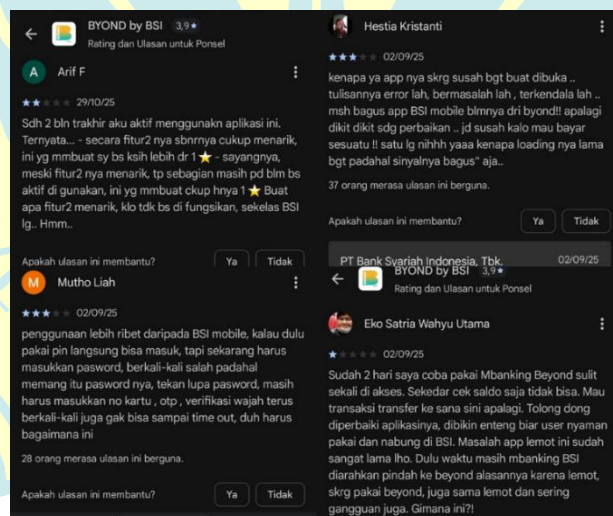 BYOND by BSI 3,9★
Rating dan Ulasan untuk Ponsel
A Arif F
29/10/25
Sdh 2 bln trakhir aku aktif menggunakn aplikasi ini.
Ternyata... - secara fitur2 nya sbnrnya cukup menarik,
ini yg mmbuat sy bs ksih lebih dr 1⭐ - sayangnya,
meski fitur2 nya menarik, tp sebagian masih pd blm bs
aktif di gunakan, ini yg mmbuat ckup hnya 1⭐ Buat
apa fitur2 menarik, klo tdk bs di fungsikan, sekelas BSI
lg.. Hmm..
Apakah ulasan ini membantu? Ya Tidak
M Mutho Liah
02/09/25
penggunaan lebih ribet daripada BSI mobile, kalau dulu
pakai pin langsung bisa masuk, tapi sekarang harus
masukkan pasword, berkali-kali salah padahal
memang itu pasword nya, tekan lupa pasword, masih
harus masukkan no kartu , otp , verifikasi wajah terus
berkali-kali juga gak bisa sampai time out, duh harus
bagaimana ini
28 orang merasa ulasan ini berguna.
Apakah ulasan ini membantu? Ya Tidak
Hestia Kristanti
02/09/25
kenapa ya app nya skrg susah bgt buat dibuka ..
tulisannya error lah, bermasalah lah , terkendala lah ..
msh bagus app BSI mobile blmnya dri byond!! apalagi
dikit dikit sdg perbaikan .. jd susah kalo mau bayar
sesuatu !! satu lg nihhh yaaa kenapa loading nya lama
bgt padahal sinyalnya bagus" aja..
37 orang merasa ulasan ini berguna.
Apakah ulasan ini membantu? Ya Tidak
PT Bank Syariah Indonesia, Tbk. 02/09/25
BYOND by BSI 3,9★
Rating dan Ulasan untuk Ponsel
Eko Satria Wahyu Utama
02/09/25
Sudah 2 hari saya coba pakai Mbanking Beyond sulit
sekali di akses. Sekedar cek saldo saja tidak bisa. Mau
transaksi transfer ke sana sini apalagi. Tolong dong
diperbaiki aplikasinya, dibikin enteng biar user nyaman
pakai dan nabung di BSI. Masalah app lemot ini sudah
sangat lama lho. Dulu waktu masih mbanking BSI
diarahkan pindah ke beyond alasannya karena lemot,
skrg pakai beyond, juga sama lemot dan sering
gangguan juga. Gimana ini?!